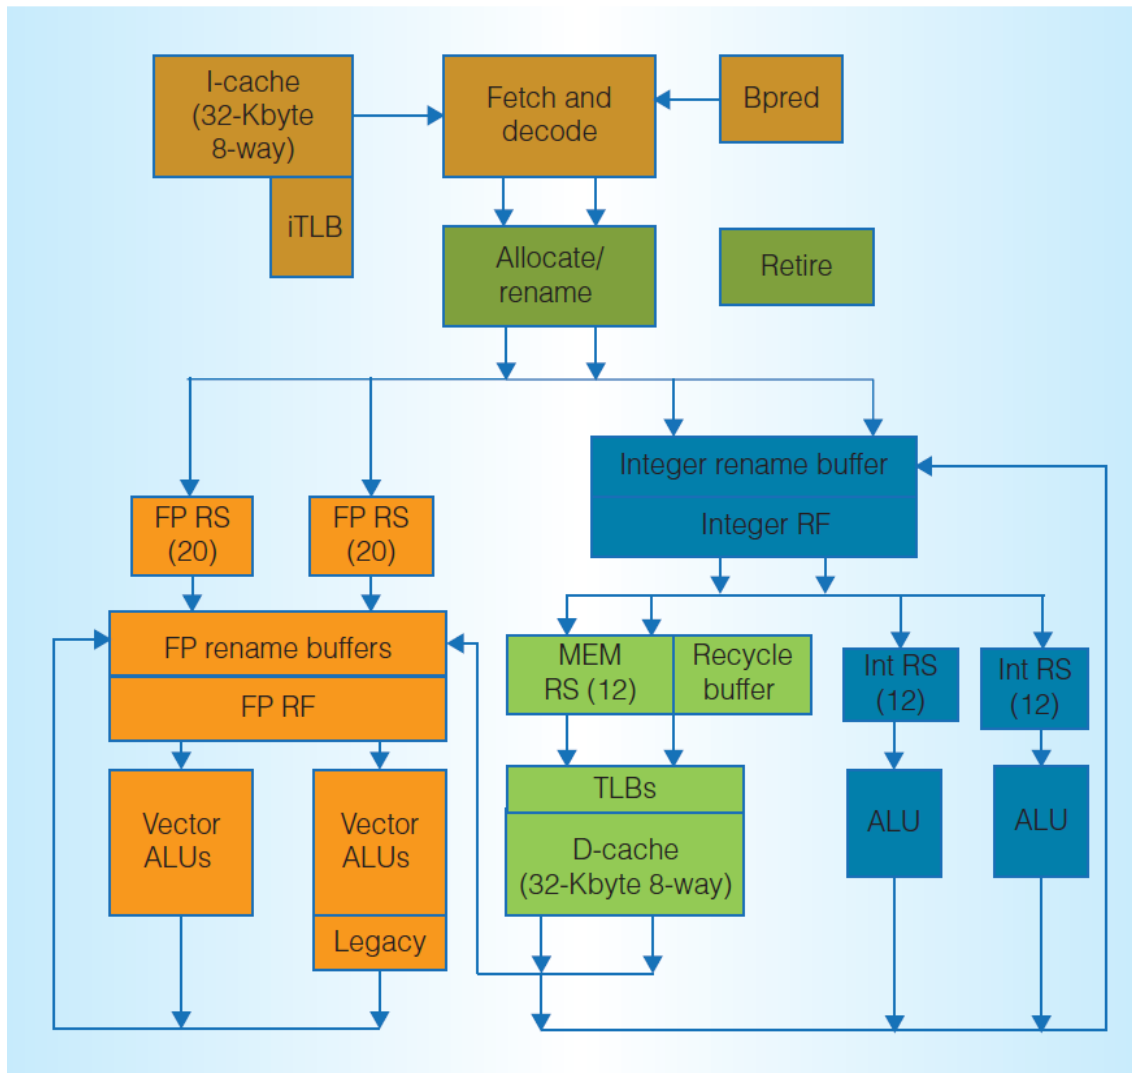 I-cache
(32-Kbyte
8-way)
Fetch and
decode
Bpred
iTLB
Allocate/
rename
Retire
Integer rename buffer
Integer RF
FP RS
(20)
FP RS
(20)
FP rename buffers
FP RF
MEM
RS (12)
Recycle
buffer
Int RS
(12)
Int RS
(12)
Vector
ALUs
Vector
ALUs
Legacy
TLBs
D-cache
(32-Kbyte 8-way)
ALU
ALU